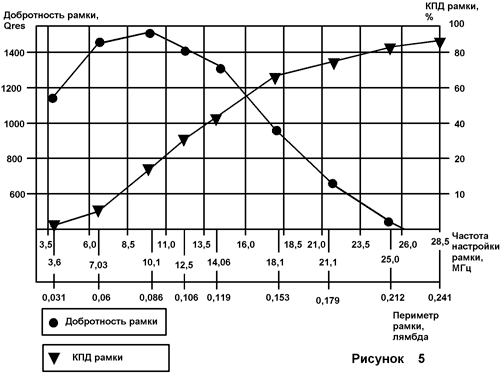 Добротность рамки,
Qres
КПД рамки,
%
100
1400
80
1200
60
1000
40
800
20
600
10
3,5 6,0 8,5 11,0 13,5 16,0 18,5 21,0 23,5 26,0 28,5
Частота
настройки
рамки,
МГц
3,6 7,03 10,1 12,5 14,06 18,1 21,1 25,0
0,031 0,06 0,086 0,106 0,119 0,153 0,179 0,212 0,241
Периметр
рамки,
лямбда
Добротность рамки
КПД рамки
Рисунок 5